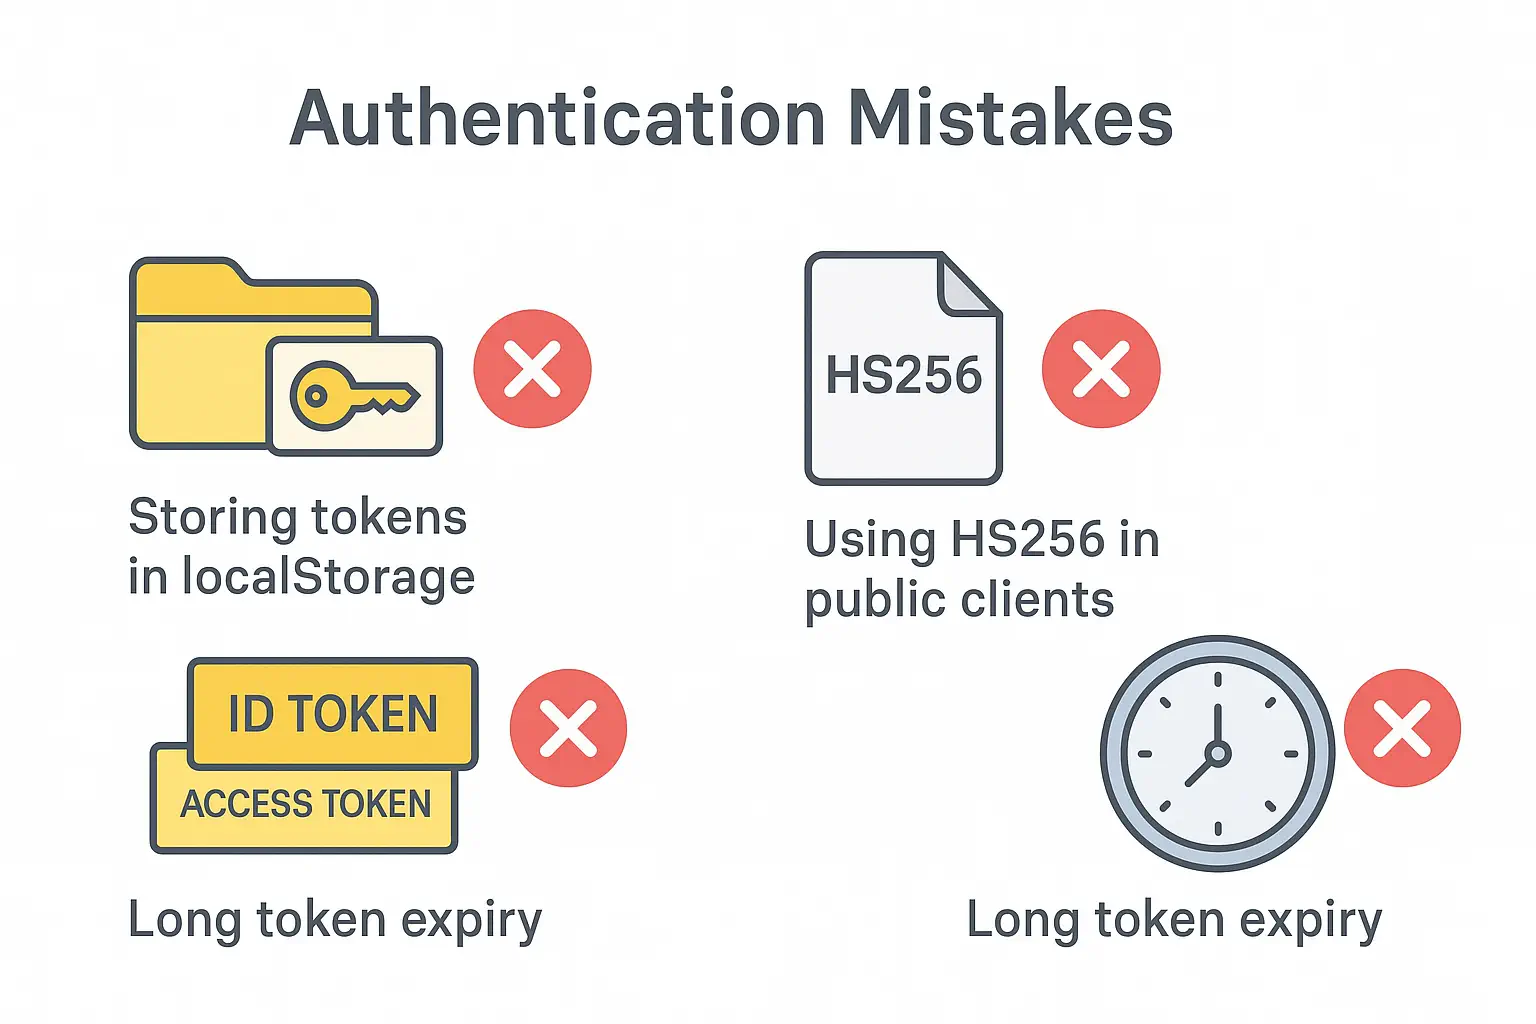 Authentication Mistakes
HS256
Storing tokens
in localStorage
Using HS256 in
public clients
ID TOKEN
ACCESS TOKEN
Long token expiry
Long token expiry